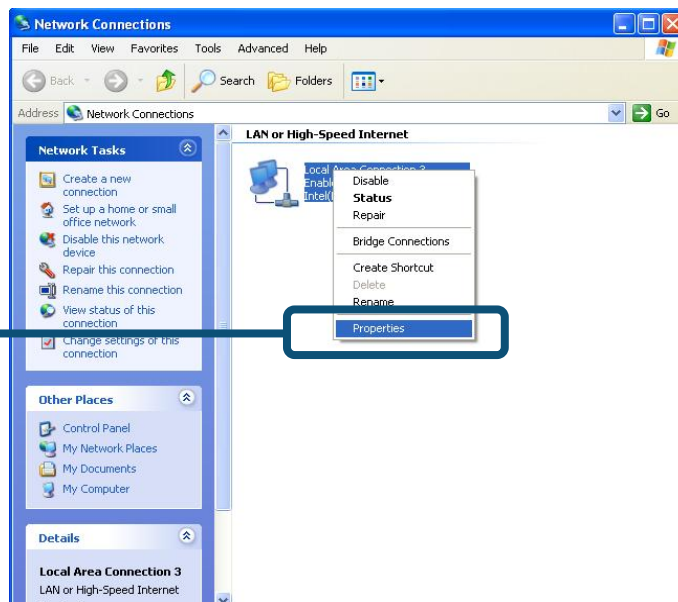 Network Connections
File Edit View Favorites Tools Advanced Help
Back Search Folders
Address Network Connections Go
Network Tasks
Create a new
connection
Set up a home or small
office network
Disable this network
device
Repair this connection
Rename this connection
View status of this
connection
Change settings of this
connection
Other Places
Control Panel
My Network Places
My Documents
My Computer
Details
Local Area Connection 3
LAN or High-Speed Internet
LAN or High-Speed Internet
Local Area Connection 3
Disable
Status
Repair
Bridge Connections
Create Shortcut
Delete
Rename
Properties